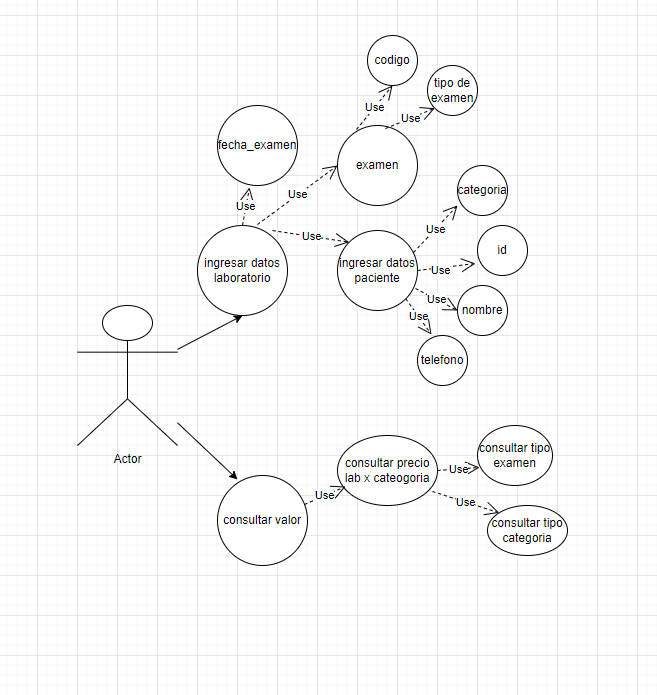 codigo
tipo de
examen
Use
Use
fecha_examen
examen
Use
Use
categoria
Use
Use
id
ingresar datos
laboratorio
ingresar datos
paciente
Use
Use
nombre
Use
telefono
Actor
consultar precio
lab x cateogoria
consultar tipo
examen
Use
Use
Use
consultar valor
consultar tipo
categoria